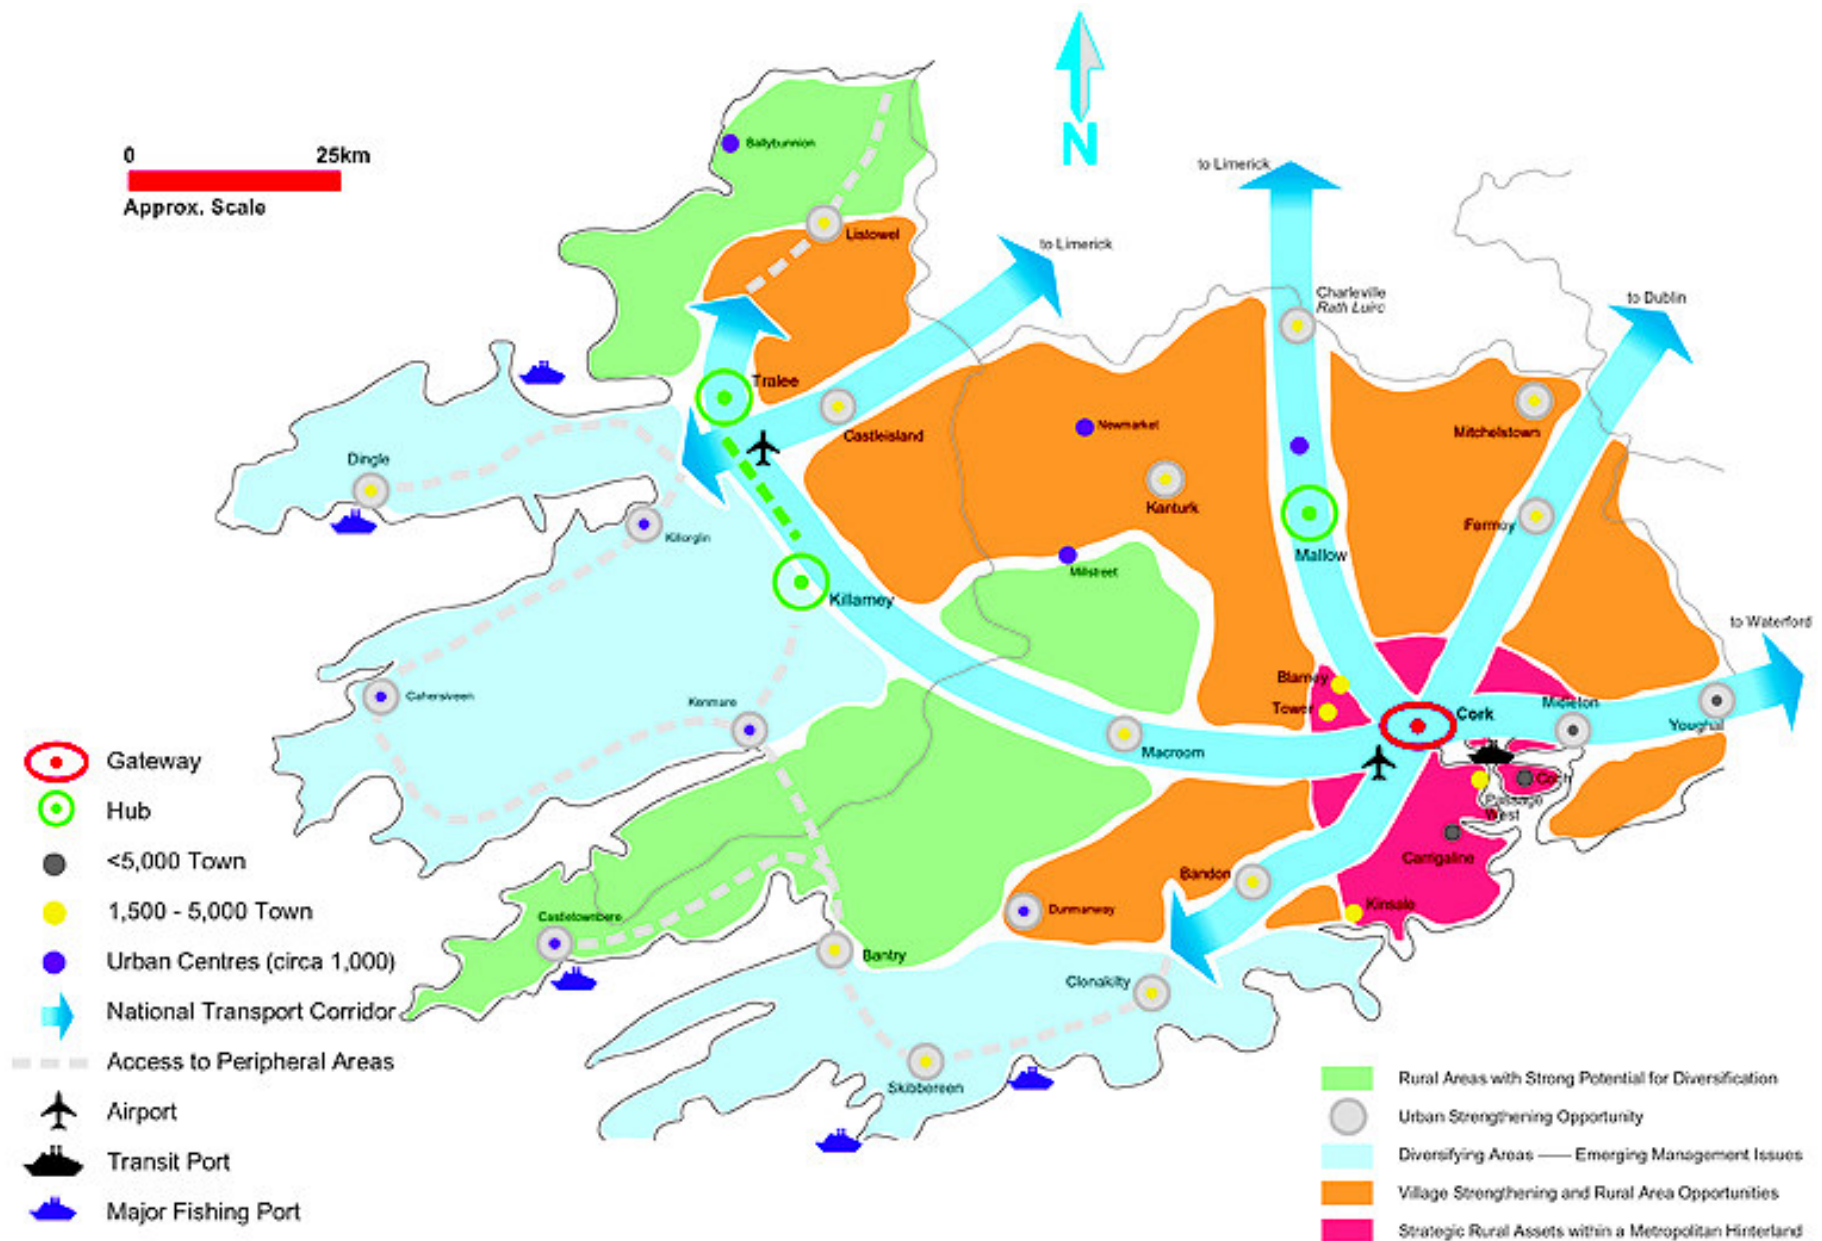 0 25km
Approx. Scale
N
to Limerick
to Limerick
to Dublin
to Waterford
Ballybunnion
Listowel
Charleville
Rath Luirc
Tralee
Castleisland
Newmarket
Mitchelstown
Kanturk
Dingle
Killorglin
Fermoy
Mallow
Millstreet
Killarney
Blarney
Tower
Cork
Midleton
Youghal
Cahersiveen
Kenmare
Macroom
Cobh
Passage
West
Carrigaline
Bandon
Kinsale
Dunmanway
Castletownbere
Bantry
Clonakilty
Skibbereen
Gateway
Hub
<5,000 Town
1,500 - 5,000 Town
Urban Centres (circa 1,000)
National Transport Corridor
Access to Peripheral Areas
Airport
Transit Port
Major Fishing Port
Rural Areas with Strong Potential for Diversification
Urban Strengthening Opportunity
Diversifying Areas —— Emerging Management Issues
Village Strengthening and Rural Area Opportunities
Strategic Rural Assets within a Metropolitan Hinterland